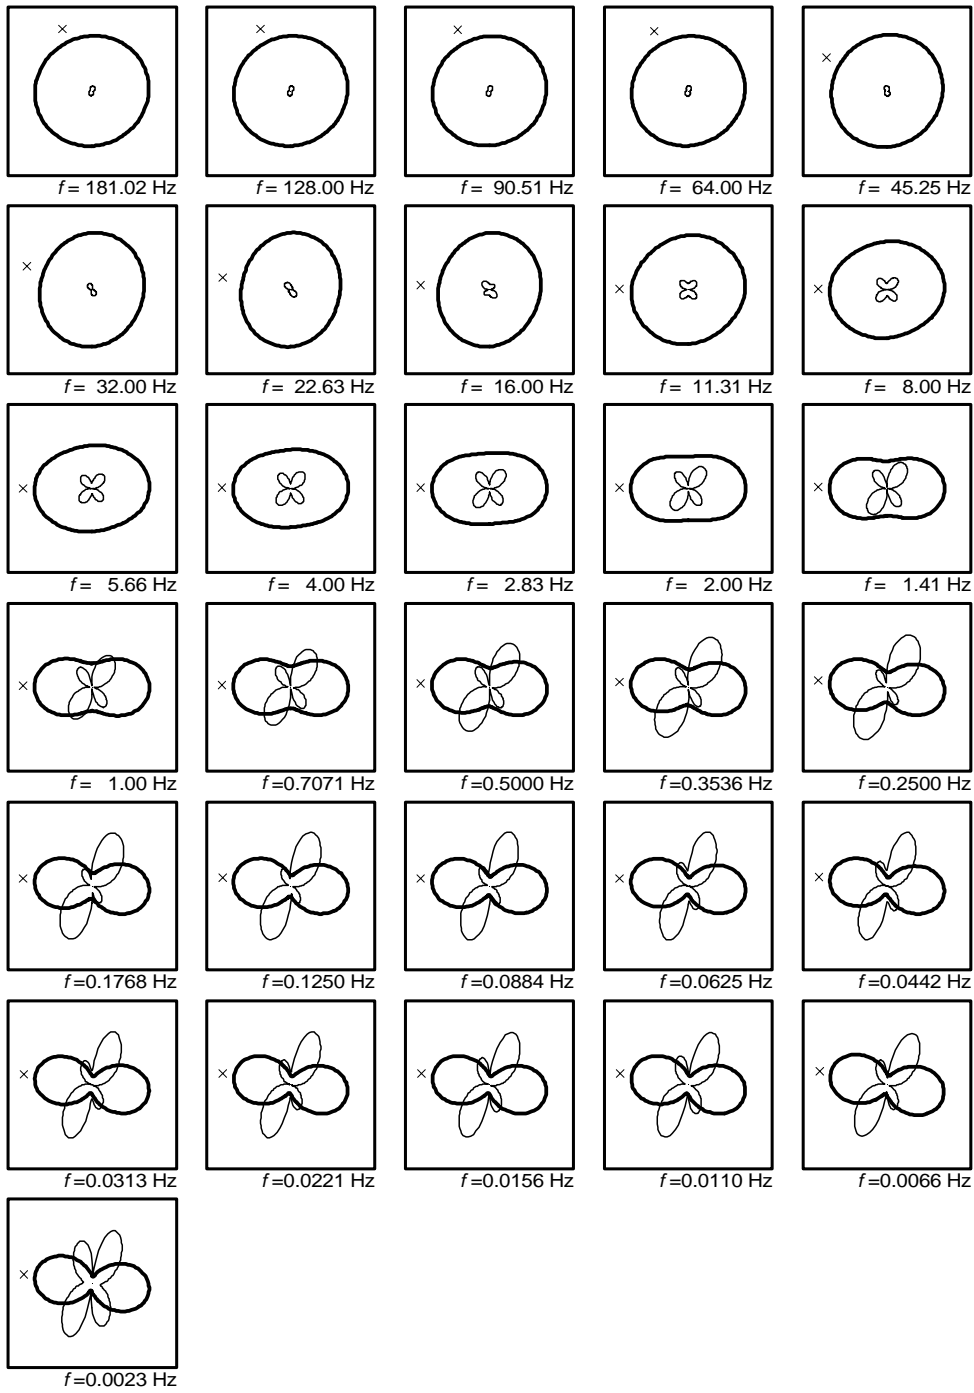 f = 181.02 Hz f = 128.00 Hz f = 90.51 Hz f = 64.00 Hz f = 45.25 Hz
f = 32.00 Hz f = 22.63 Hz f = 16.00 Hz f = 11.31 Hz f = 8.00 Hz
f = 5.66 Hz f = 4.00 Hz f = 2.83 Hz f = 2.00 Hz f = 1.41 Hz
f = 1.00 Hz f =0.7071 Hz f =0.5000 Hz f =0.3536 Hz f =0.2500 Hz
f =0.1768 Hz f =0.1250 Hz f =0.0884 Hz f =0.0625 Hz f =0.0442 Hz
f =0.0313 Hz f =0.0221 Hz f =0.0156 Hz f =0.0110 Hz f =0.0066 Hz
f =0.0023 Hz